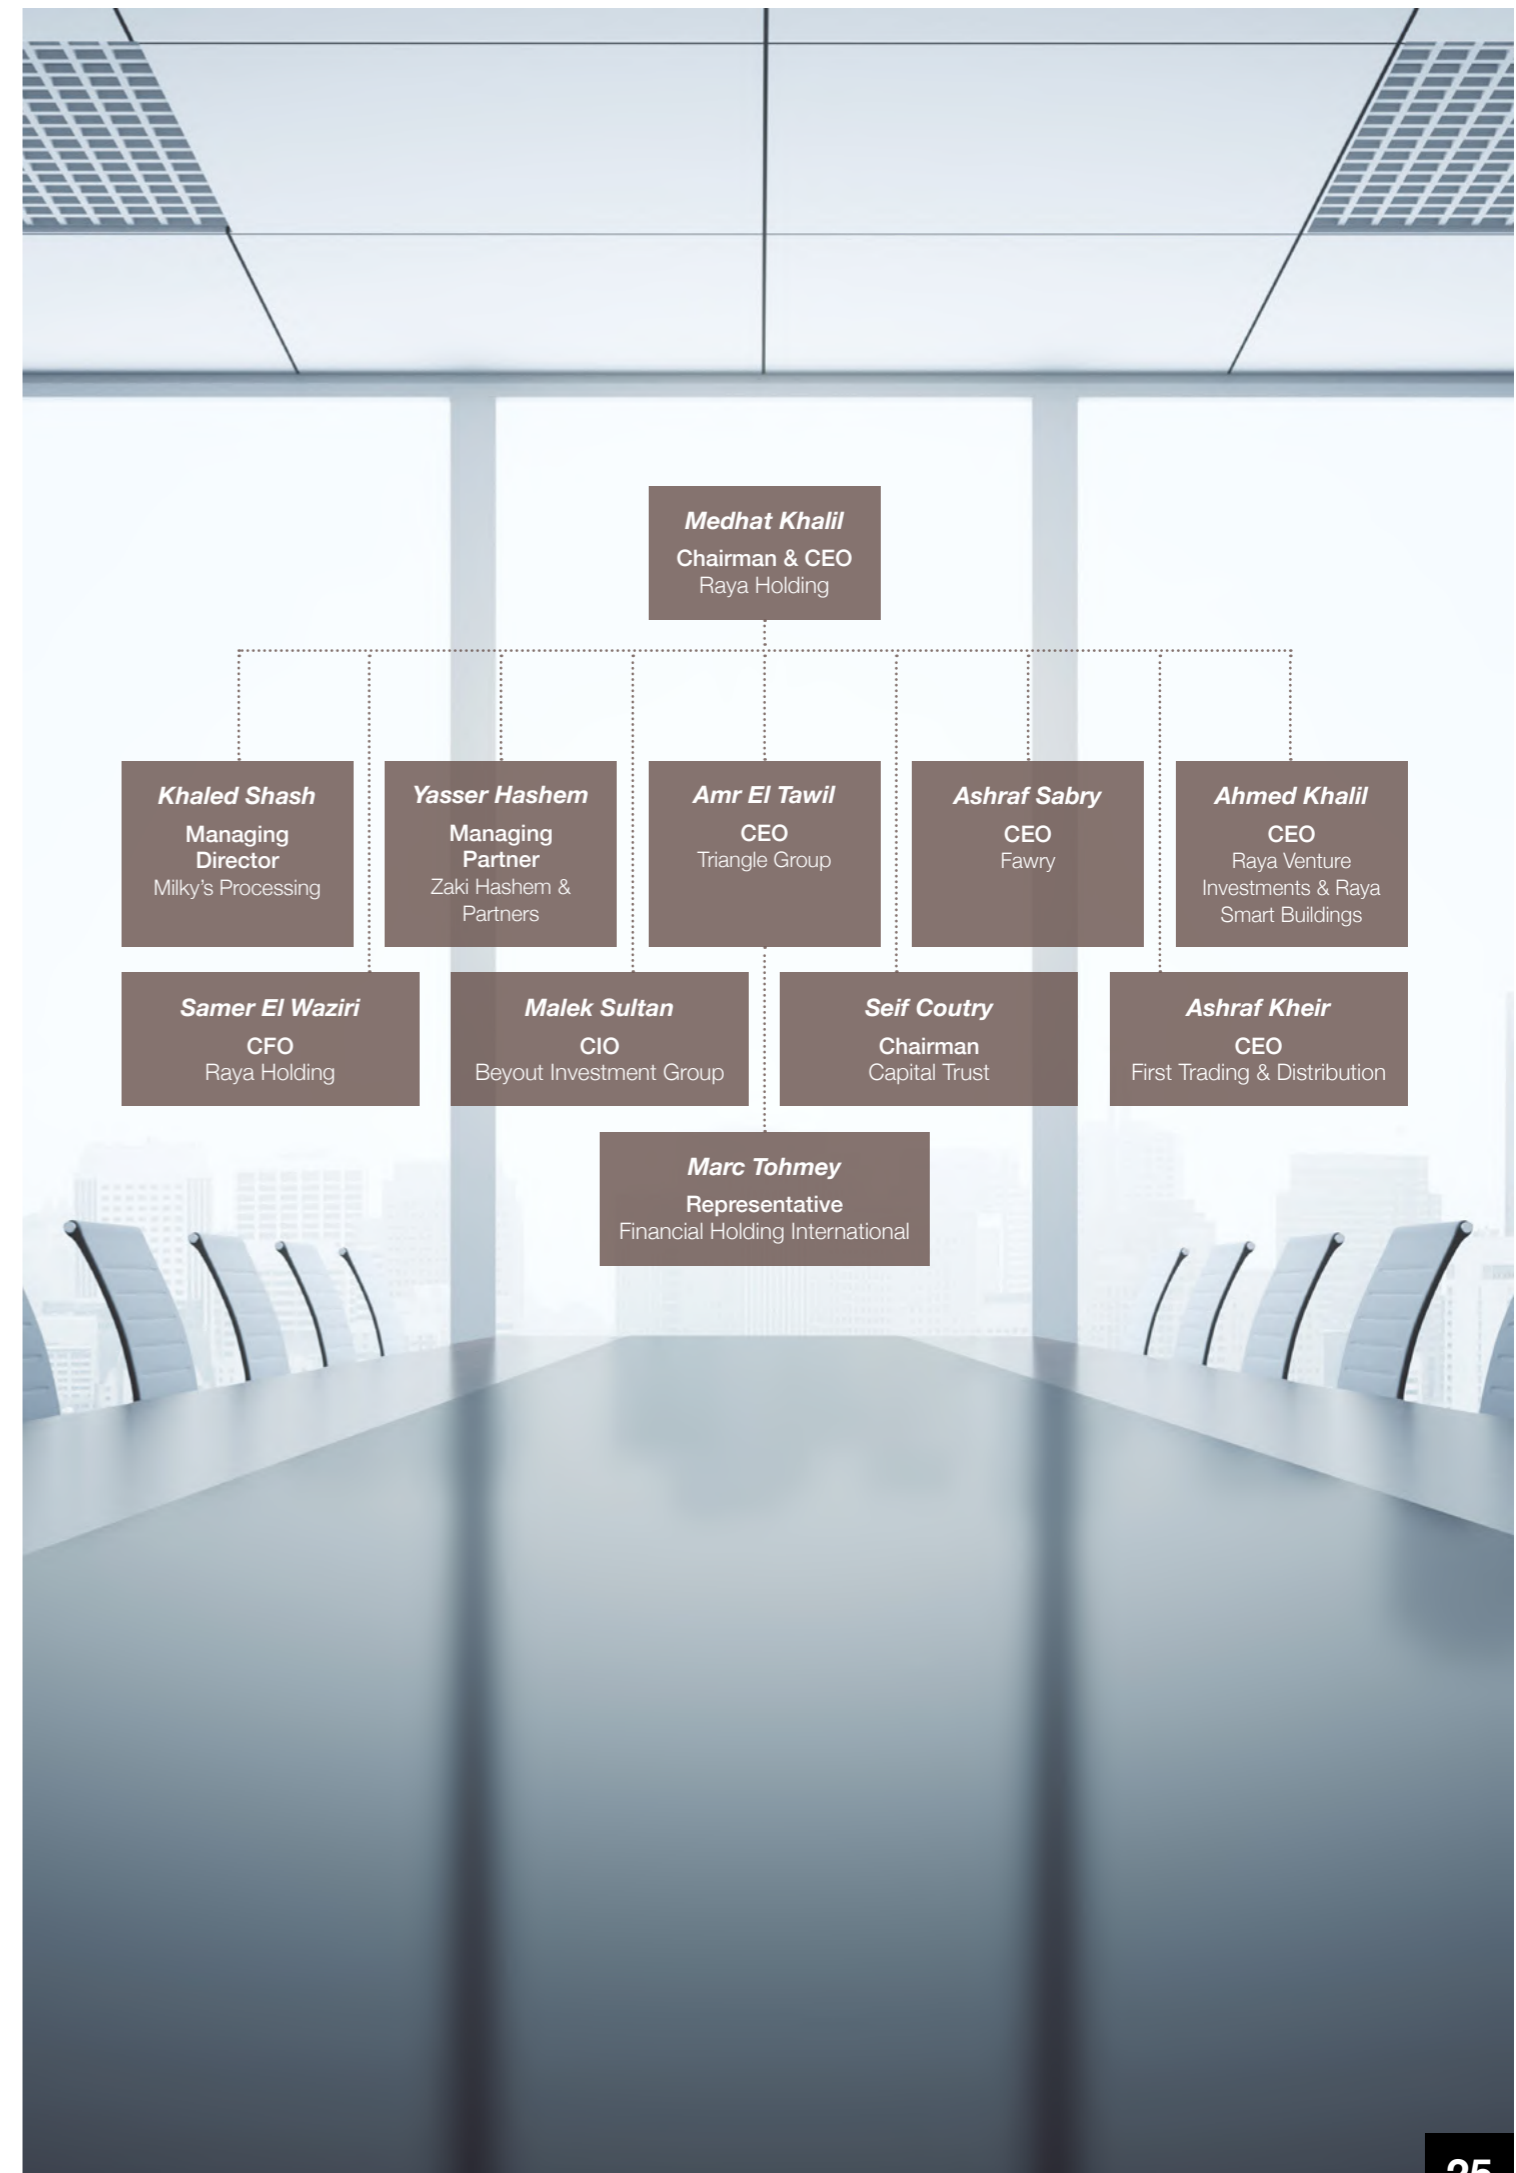 Medhat Khalil
Chairman & CEO
Raya Holding
Khaled Shash
Managing
Director
Milky's Processing
Yasser Hashem
Managing
Partner
Zaki Hashem &
Partners
Amr El Tawil
CEO
Triangle Group
Ashraf Sabry
CEO
Fawry
Ahmed Khalil
CEO
Raya Venture
Investments & Raya
Smart Buildings
Samer El Waziri
CFO
Raya Holding
Malek Sultan
CIO
Beyout Investment Group
Seif Coutry
Chairman
Capital Trust
Ashraf Kheir
CEO
First Trading & Distribution
Marc Tohmey
Representative
Financial Holding International
25